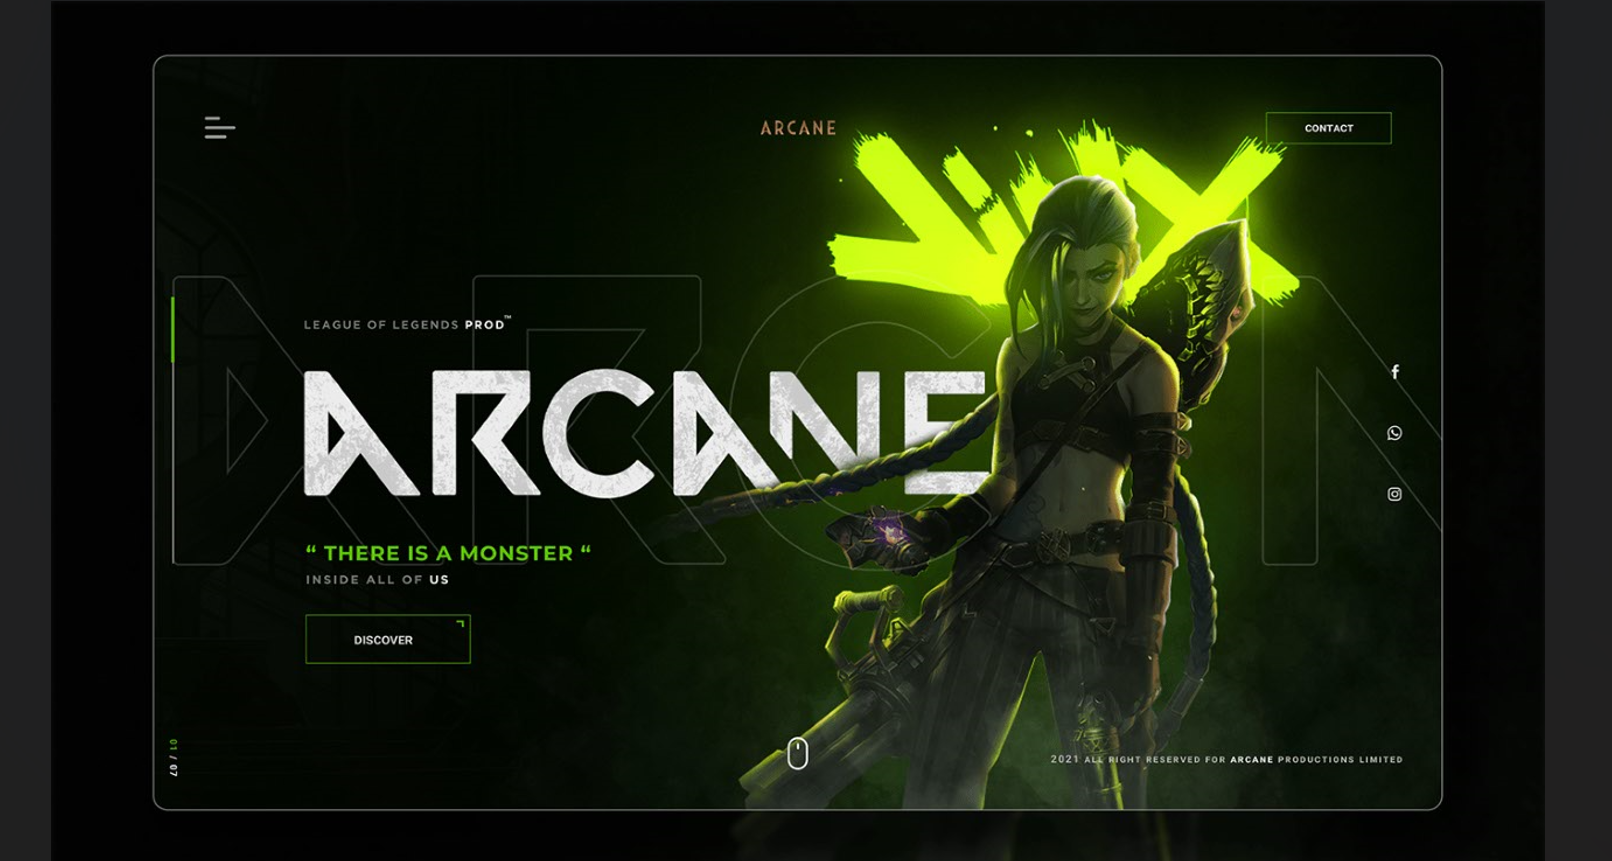 ARCANE
CONTACT
JINX
LEAGUE OF LEGENDS PROD™
ARCANE
“ THERE IS A MONSTER “
INSIDE ALL OF US
DISCOVER
01 / 07
2021 ALL RIGHT RESERVED FOR ARCANE PRODUCTIONS LIMITED
ARC N